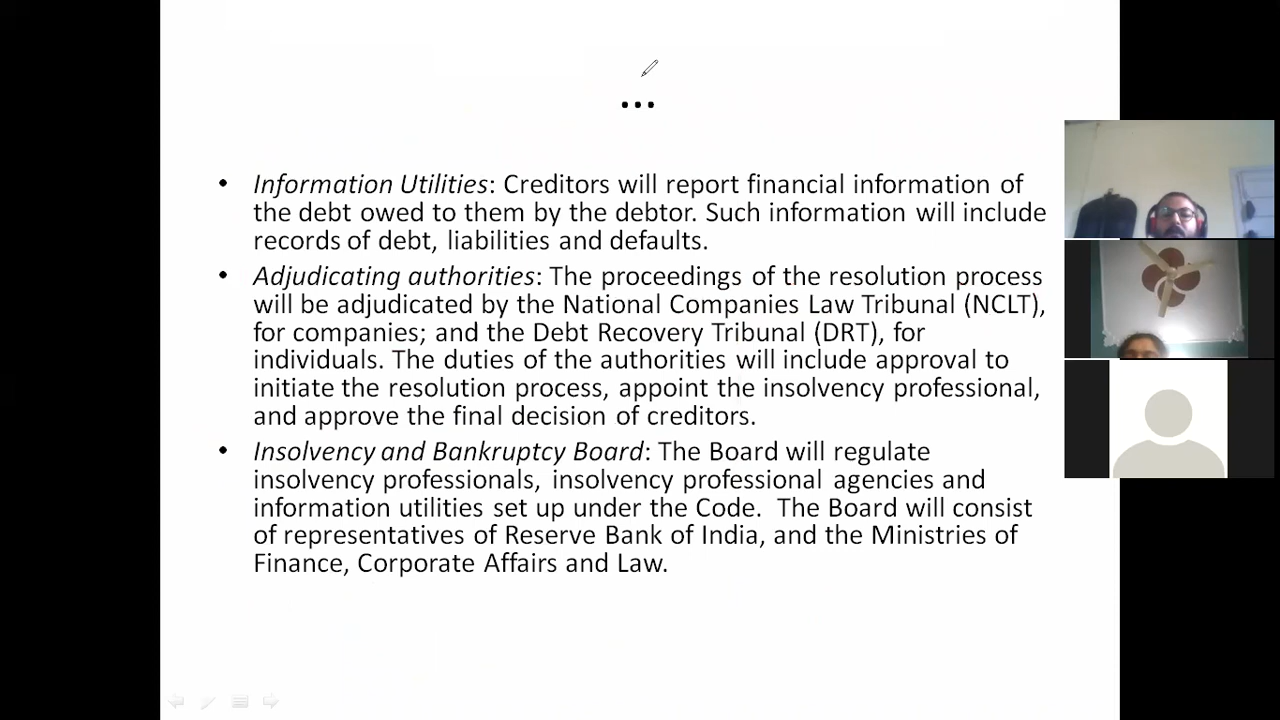 ...
• Information Utilities: Creditors will report financial information of
the debt owed to them by the debtor. Such information will include
records of debt, liabilities and defaults.
• Adjudicating authorities: The proceedings of the resolution process
will be adjudicated by the National Companies Law Tribunal (NCLT),
for companies; and the Debt Recovery Tribunal (DRT), for
individuals. The duties of the authorities will include approval to
initiate the resolution process, appoint the insolvency professional,
and approve the final decision of creditors.
• Insolvency and Bankruptcy Board: The Board will regulate
insolvency professionals, insolvency professional agencies and
information utilities set up under the Code. The Board will consist
of representatives of Reserve Bank of India, and the Ministries of
Finance, Corporate Affairs and Law.